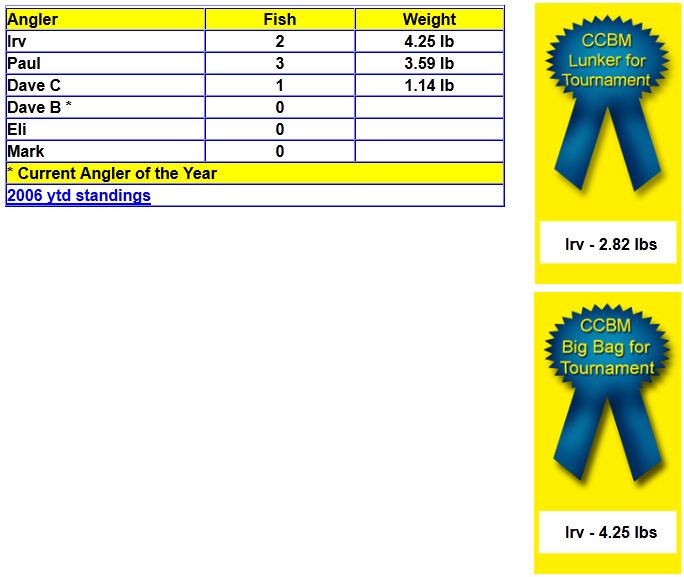 Angler Fish Weight
Irv 2 4.25 lb
Paul 3 3.59 lb
Dave C 1 1.14 lb
Dave B * 0
Eli 0
Mark 0
* Current Angler of the Year
2006 ytd standings
CCBM
Lunker for
Tournament
Irv - 2.82 lbs
CCBM
Big Bag for
Tournament
Irv - 4.25 lbs